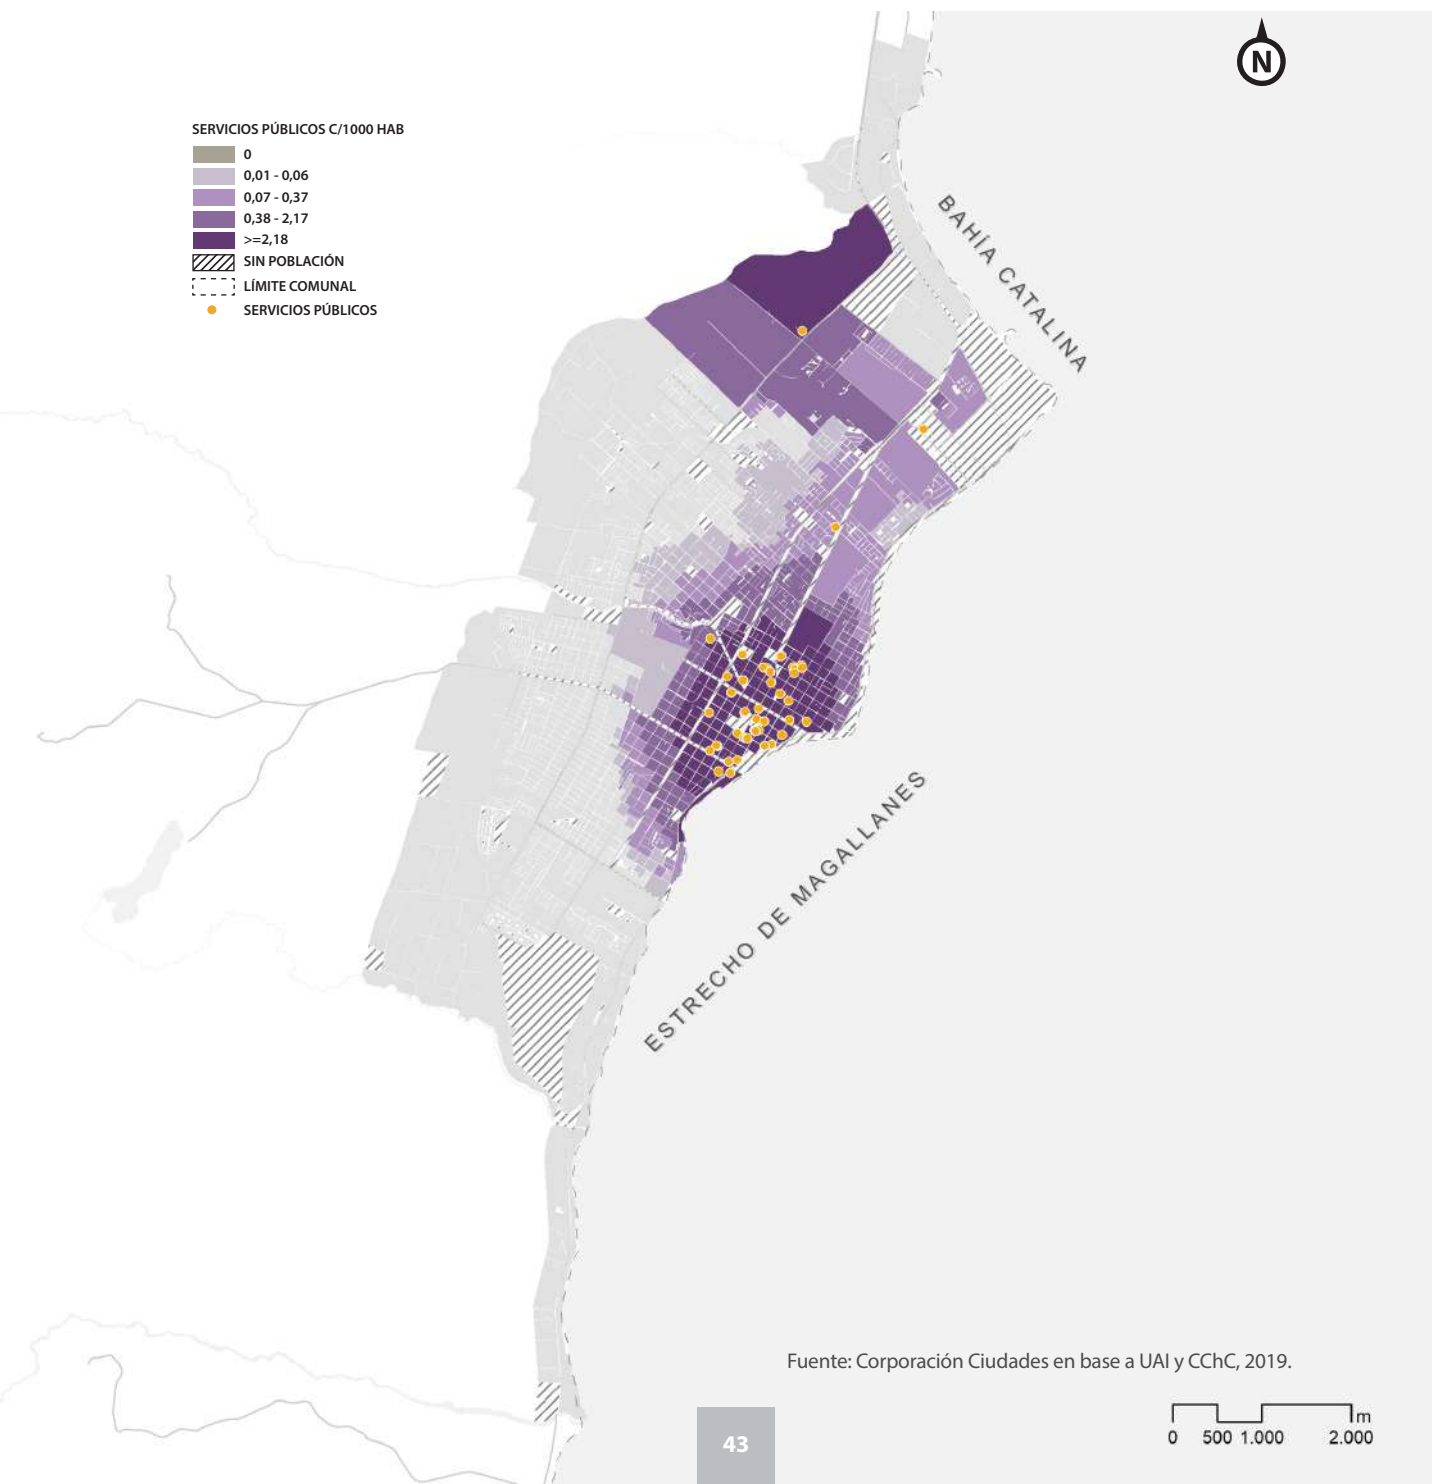 N
SERVICIOS PÚBLICOS C/1000 HAB
0
0,01 - 0,06
0,07 - 0,37
0,38 - 2,17
>=2,18
SIN POBLACIÓN
LÍMITE COMUNAL
SERVICIOS PÚBLICOS
BAHÍA CATALINA
ESTRECHO DE MAGALLANES
Fuente: Corporación Ciudades en base a UAI y CChC, 2019.
m
0 500 1.000 2.000
43